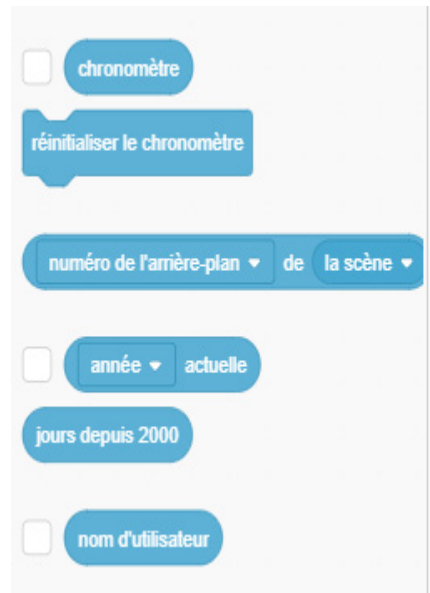 chronomètre
réinitialiser le chronomètre
numéro de l'arrière-plan de la scène
année actuelle
jours depuis 2000
nom d'utilisateur